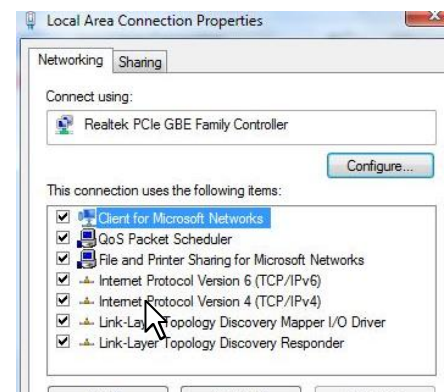 Local Area Connection Properties
Networking Sharing
Connect using:
Realtek PCIe GBE Family Controller
Configure...
This connection uses the following items:
Client for Microsoft Networks
QoS Packet Scheduler
File and Printer Sharing for Microsoft Networks
Internet Protocol Version 6 (TCP/IPv6)
Internet Protocol Version 4 (TCP/IPv4)
Link-Layer Topology Discovery Mapper I/O Driver
Link-Layer Topology Discovery Responder